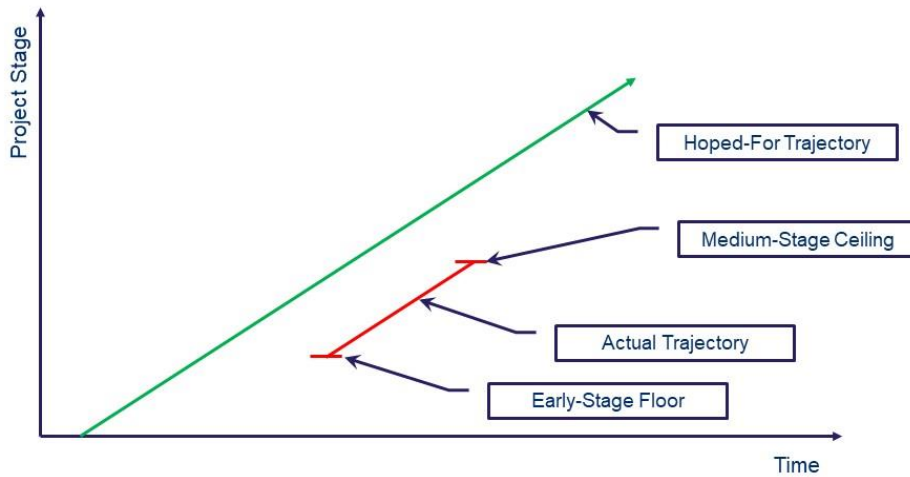 Project Stage
Hoped-For Trajectory
Medium-Stage Ceiling
Actual Trajectory
Early-Stage Floor
Time